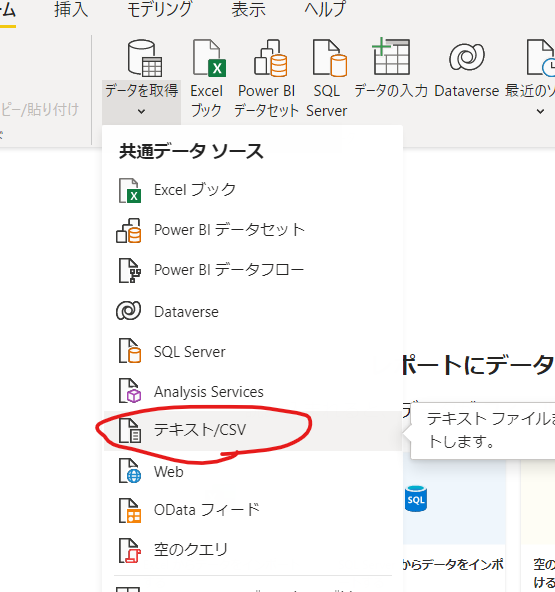 ーム 挿入 モデリング 表示 ヘルプ
ピー/貼り付け
データを取得 Excel ブック Power BI データセット SQL Server データの入力 Dataverse 最近のソ
共通データ ソース
Excel ブック
Power BI データセット
Power BI データフロー
Dataverse
SQL Server
ポートにデータ
Analysis Services
テキスト/CSV
テキスト ファイルま
トします。
Web
SQL
OData フィード
空のクエリ
からデータをインポ
空の
ける